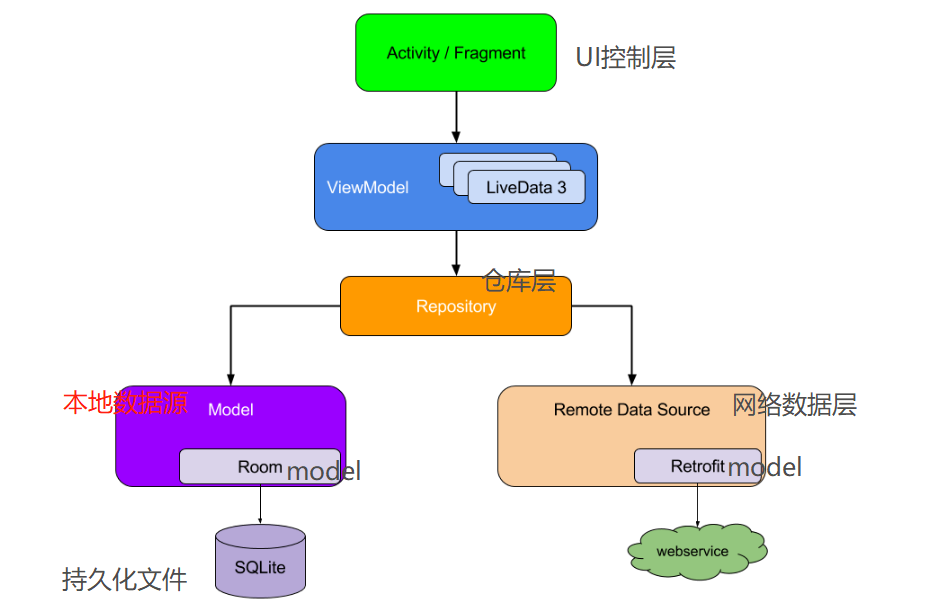 Activity / Fragment
UI控制层
ViewModel
LiveData 3
仓库层
Repository
本地数据源
Model
Remote Data Source
网络数据层
Room
model
Retrofit
model
SQLite
webservice
持久化文件